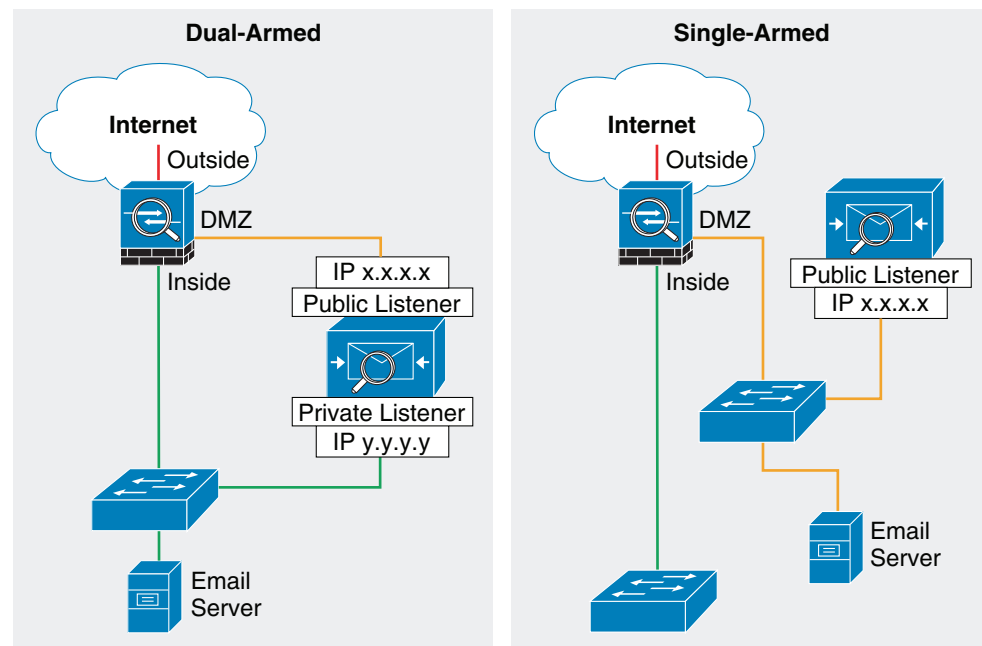 Dual-Armed
Internet
Outside
DMZ
IP x.x.x.x
Inside
Public Listener
Private Listener
IP y.y.y.y
Email
Server
Single-Armed
Internet
Outside
DMZ
Inside
Public Listener
IP x.x.x.x
Email
Server